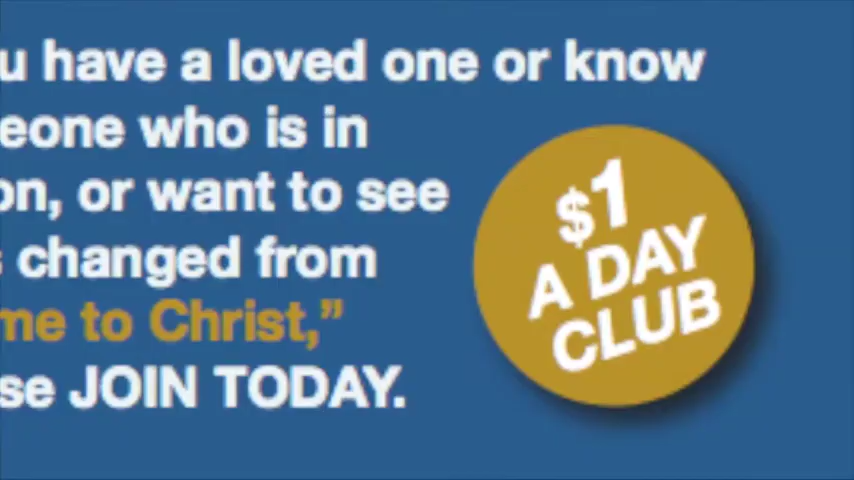 u have a loved one or know
eone who is in
on, or want to see
s changed from
me to Christ,”
se JOIN TODAY.
$1
A DAY
CLUB